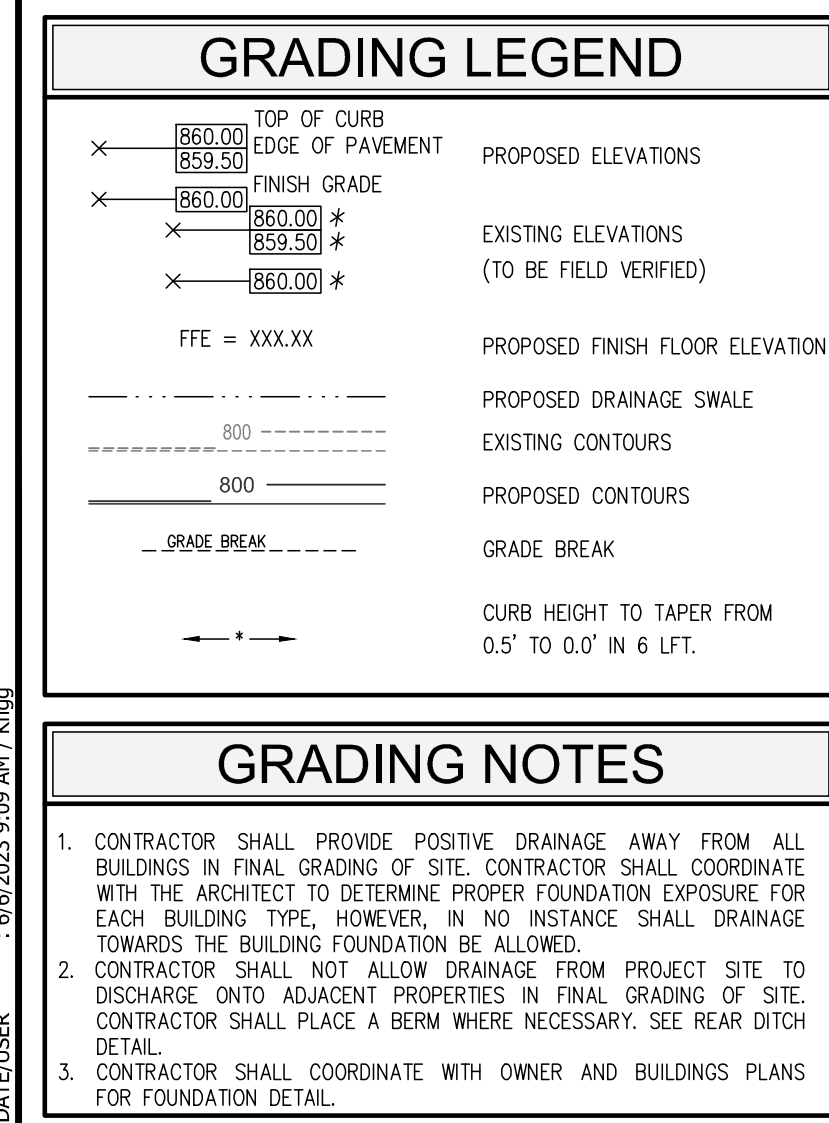 GRADING LEGEND
TOP OF CURB
860.00
EDGE OF PAVEMENT
859.50
PROPOSED ELEVATIONS
FINISH GRADE
860.00
860.00 *
859.50 *
EXISTING ELEVATIONS
(TO BE FIELD VERIFIED)
860.00 *
FFE = XXX.XX
PROPOSED FINISH FLOOR ELEVATION
PROPOSED DRAINAGE SWALE
800
EXISTING CONTOURS
800
PROPOSED CONTOURS
GRADE BREAK
GRADE BREAK
*
CURB HEIGHT TO TAPER FROM
0.5' TO 0.0' IN 6 LFT.
GRADING NOTES
1. CONTRACTOR SHALL PROVIDE POSITIVE DRAINAGE AWAY FROM ALL
BUILDINGS IN FINAL GRADING OF SITE. CONTRACTOR SHALL COORDINATE
WITH THE ARCHITECT TO DETERMINE PROPER FOUNDATION EXPOSURE FOR
EACH BUILDING TYPE, HOWEVER, IN NO INSTANCE SHALL DRAINAGE
TOWARDS THE BUILDING FOUNDATION BE ALLOWED.
2. CONTRACTOR SHALL NOT ALLOW DRAINAGE FROM PROJECT SITE TO
DISCHARGE ONTO ADJACENT PROPERTIES IN FINAL GRADING OF SITE.
CONTRACTOR SHALL PLACE A BERM WHERE NECESSARY. SEE REAR DITCH
DETAIL.
3. CONTRACTOR SHALL COORDINATE WITH OWNER AND BUILDINGS PLANS
FOR FOUNDATION DETAIL.
DATE/USER : 6/6/2023 9:09 AM /